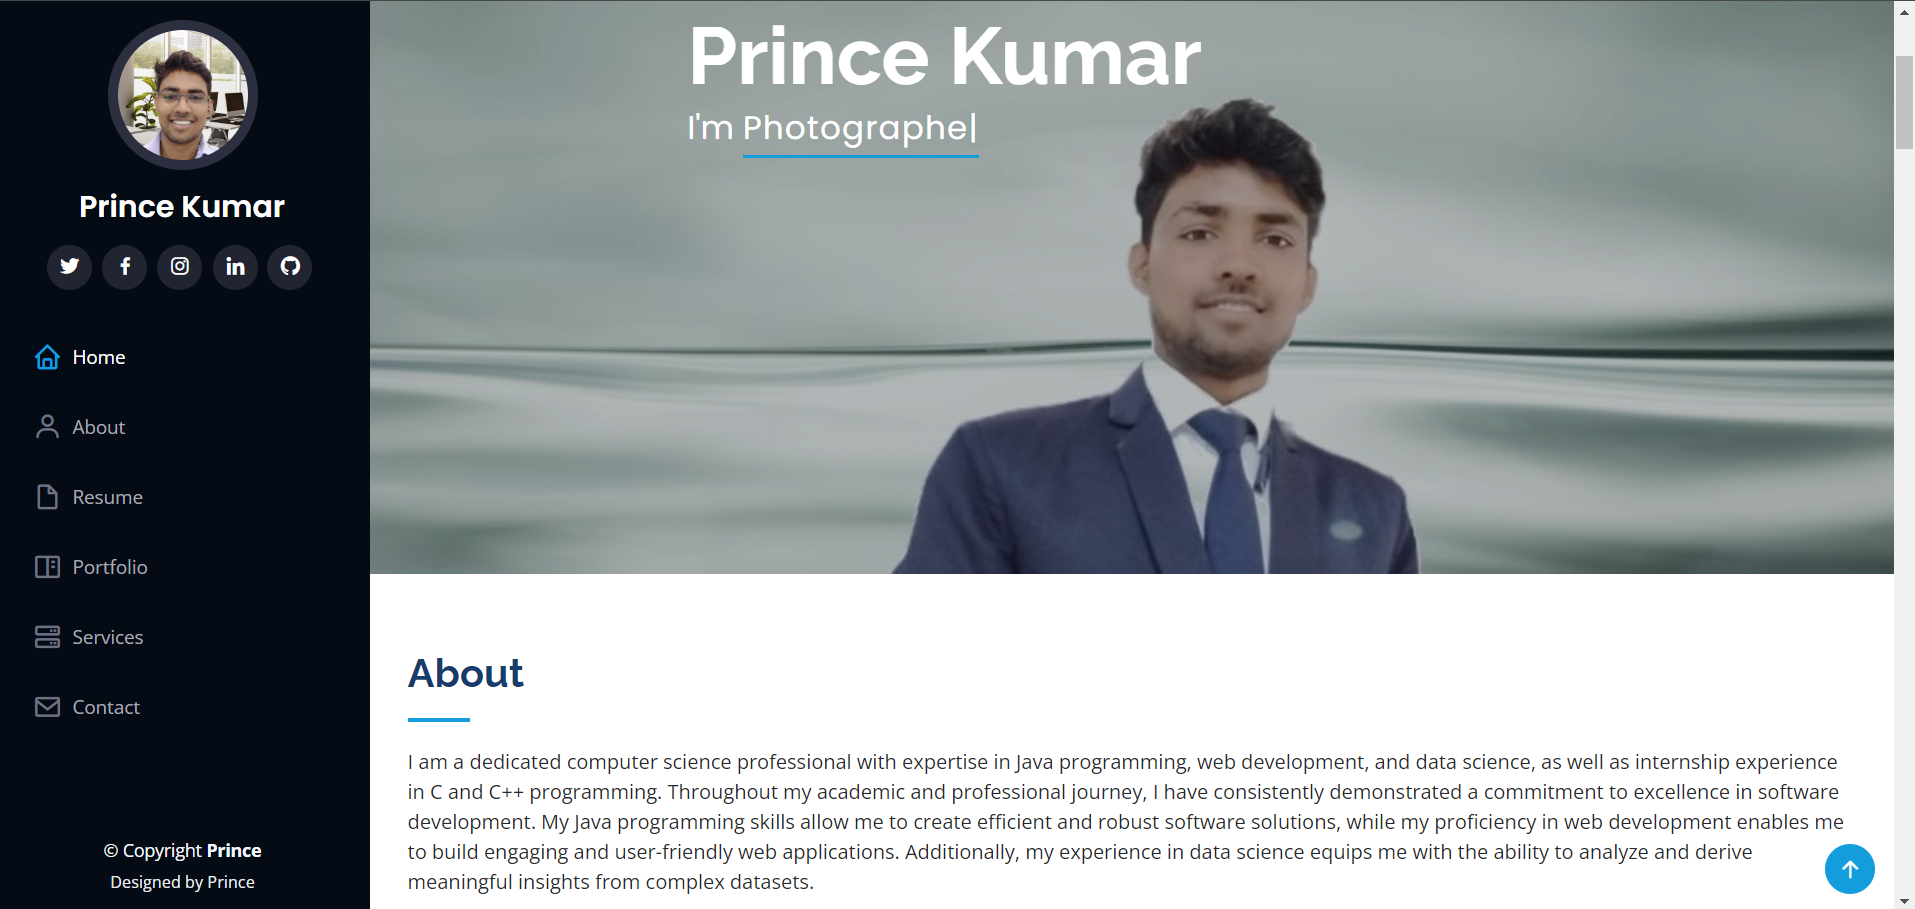 Prince Kumar
Home
About
Resume
Portfolio
Services
Contact
© Copyright Prince
Designed by Prince
Prince Kumar
I'm Photographe|
About
I am a dedicated computer science professional with expertise in Java programming, web development, and data science, as well as internship experience
in C and C++ programming. Throughout my academic and professional journey, I have consistently demonstrated a commitment to excellence in software
development. My Java programming skills allow me to create efficient and robust software solutions, while my proficiency in web development enables me
to build engaging and user-friendly web applications. Additionally, my experience in data science equips me with the ability to analyze and derive
meaningful insights from complex datasets.